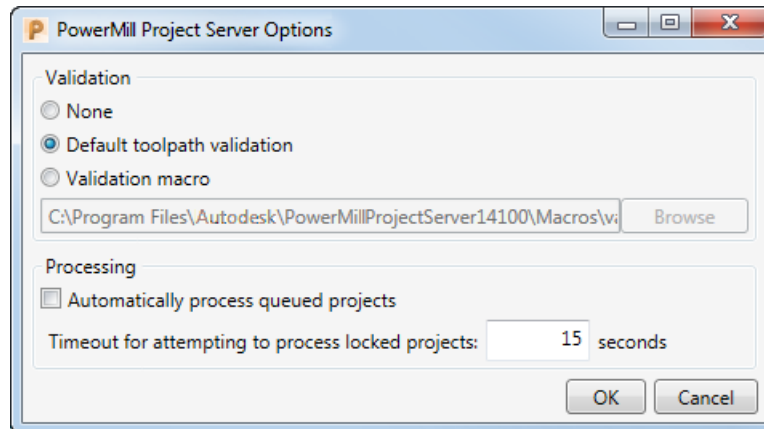 PowerMill Project Server Options
Validation
None
Default toolpath validation
Validation macro
C:\Program Files\Autodesk\PowerMillProjectServer14100\Macros\va Browse
Processing
Automatically process queued projects
Timeout for attempting to process locked projects: 15 seconds
OK Cancel